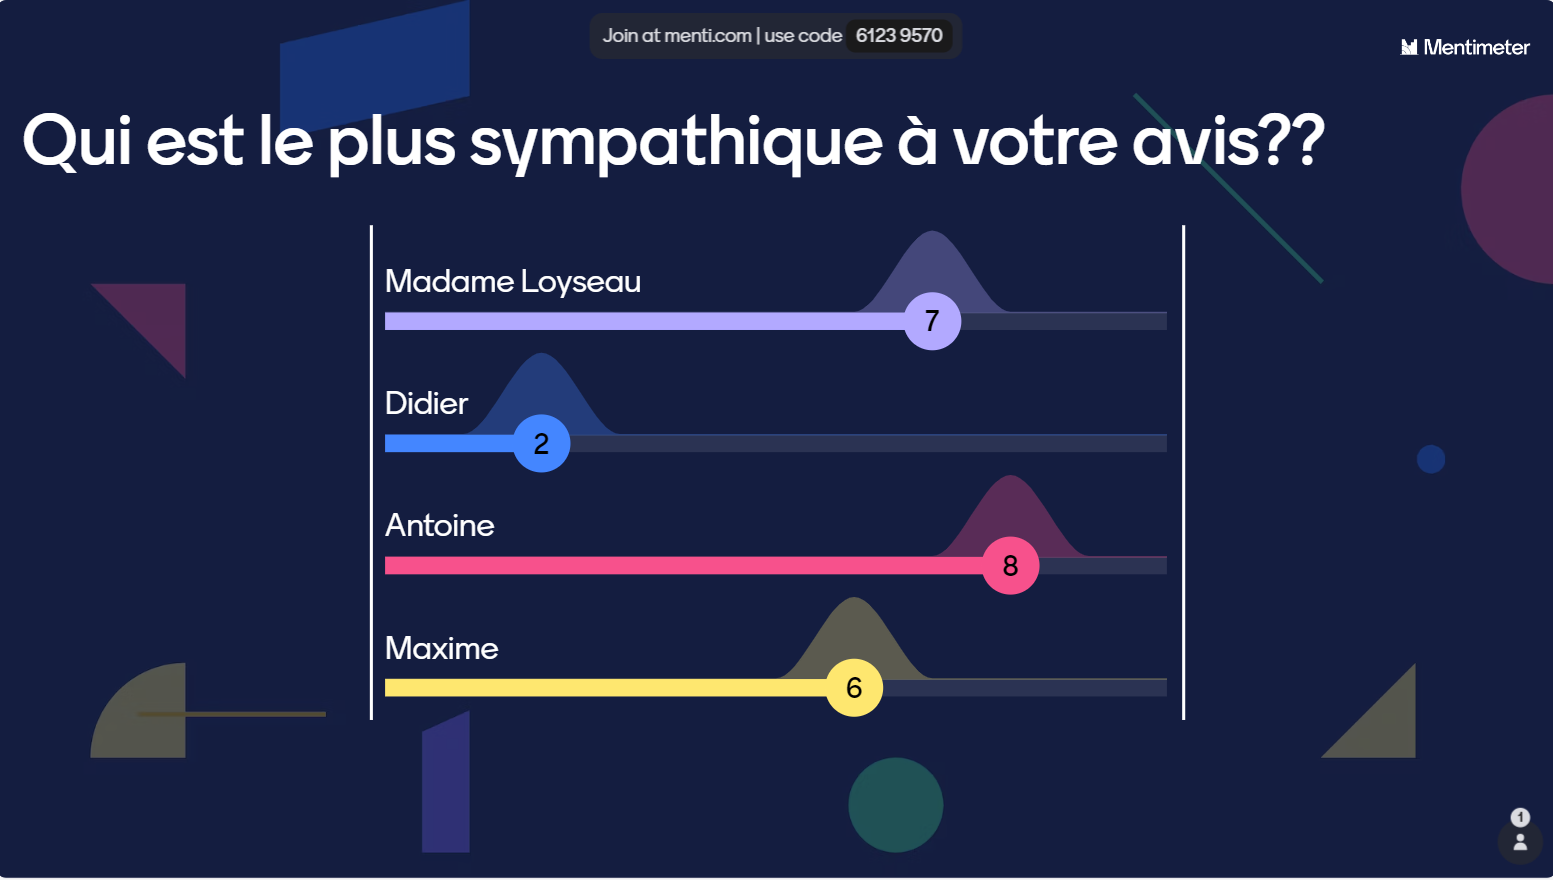 Join at menti.com | use code 6123 9570
Mentimeter
Qui est le plus sympathique à votre avis??
Madame Loyseau
7
Didier
2
Antoine
8
Maxime
6
1